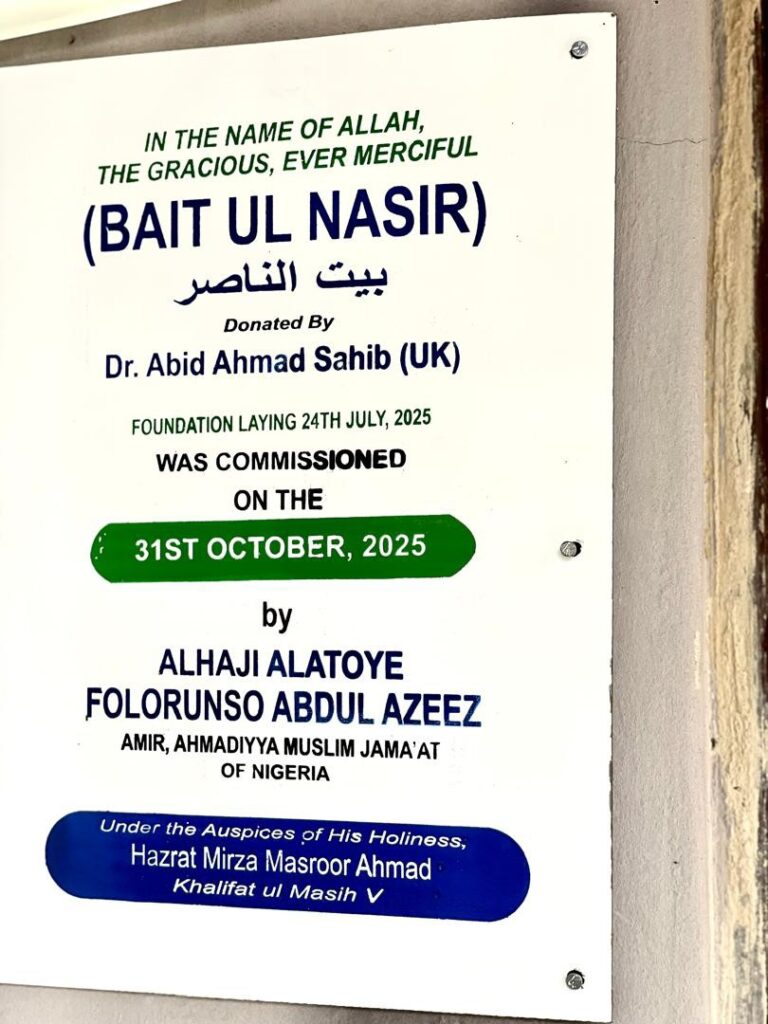 IN THE NAME OF ALLAH,
THE GRACIOUS, EVER MERCIFUL
(BAIT UL NASIR)
بيت الناصر
Donated By
Dr. Abid Ahmad Sahib (UK)
FOUNDATION LAYING 24TH JULY, 2025
WAS COMMISSIONED
ON THE
31ST OCTOBER, 2025
by
ALHAJI ALATOYE
FOLORUNSO ABDUL AZEEZ
AMIR, AHMADIYYA MUSLIM JAMA'AT
OF NIGERIA
Under the Auspices of His Holiness,
Hazrat Mirza Masroor Ahmad
Khalifat ul Masih V